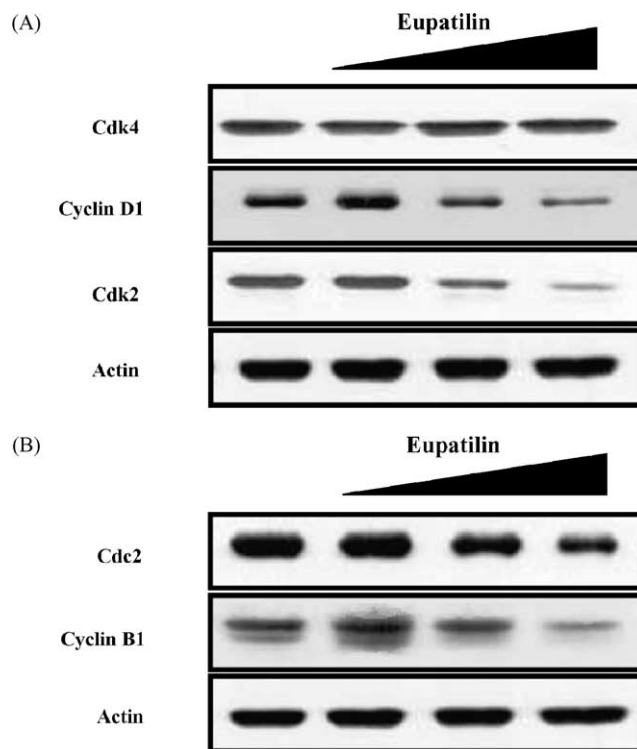 (A)
Eupatilin
Cdk4
Cyclin D1
Cdk2
Actin
(B)
Eupatilin
Cdc2
Cyclin B1
Actin